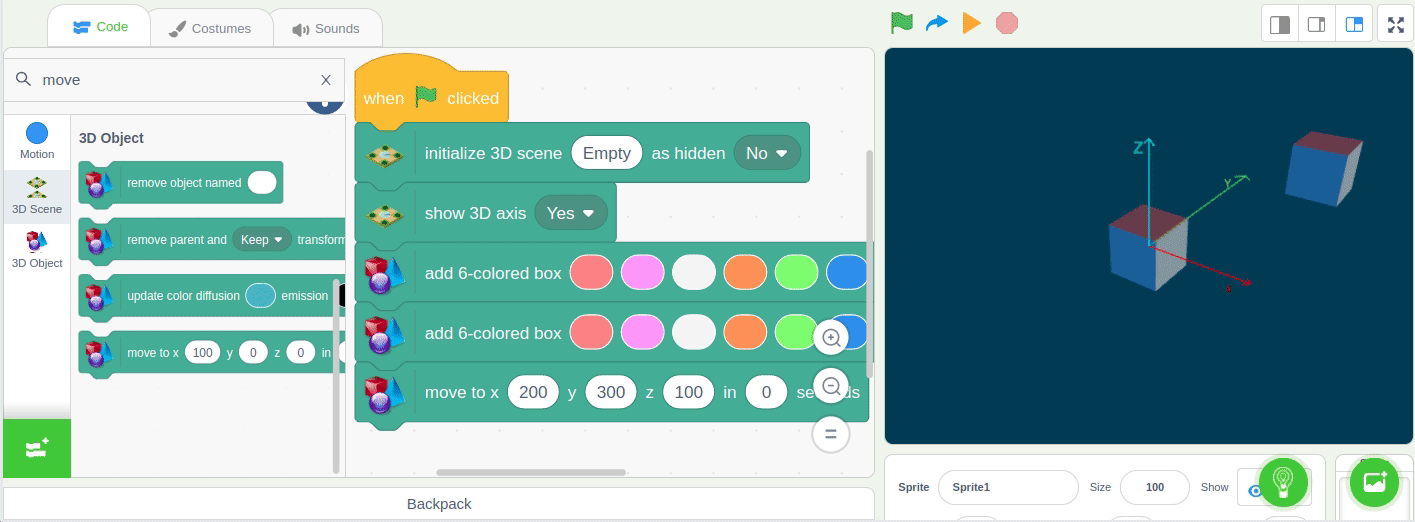 Code
Costumes
Sounds
move
X
Motion
3D Scene
3D Object
3D Object
remove object named
remove parent and Keep transform
update color diffusion emission
move to x 100 y 0 z 0 in
when clicked
initialize 3D scene Empty as hidden No
show 3D axis Yes
add 6-colored box
add 6-colored box
move to x 200 y 300 z 100 in 0
Backpack
Z
Y
Sprite Sprite1 Size 100 Show